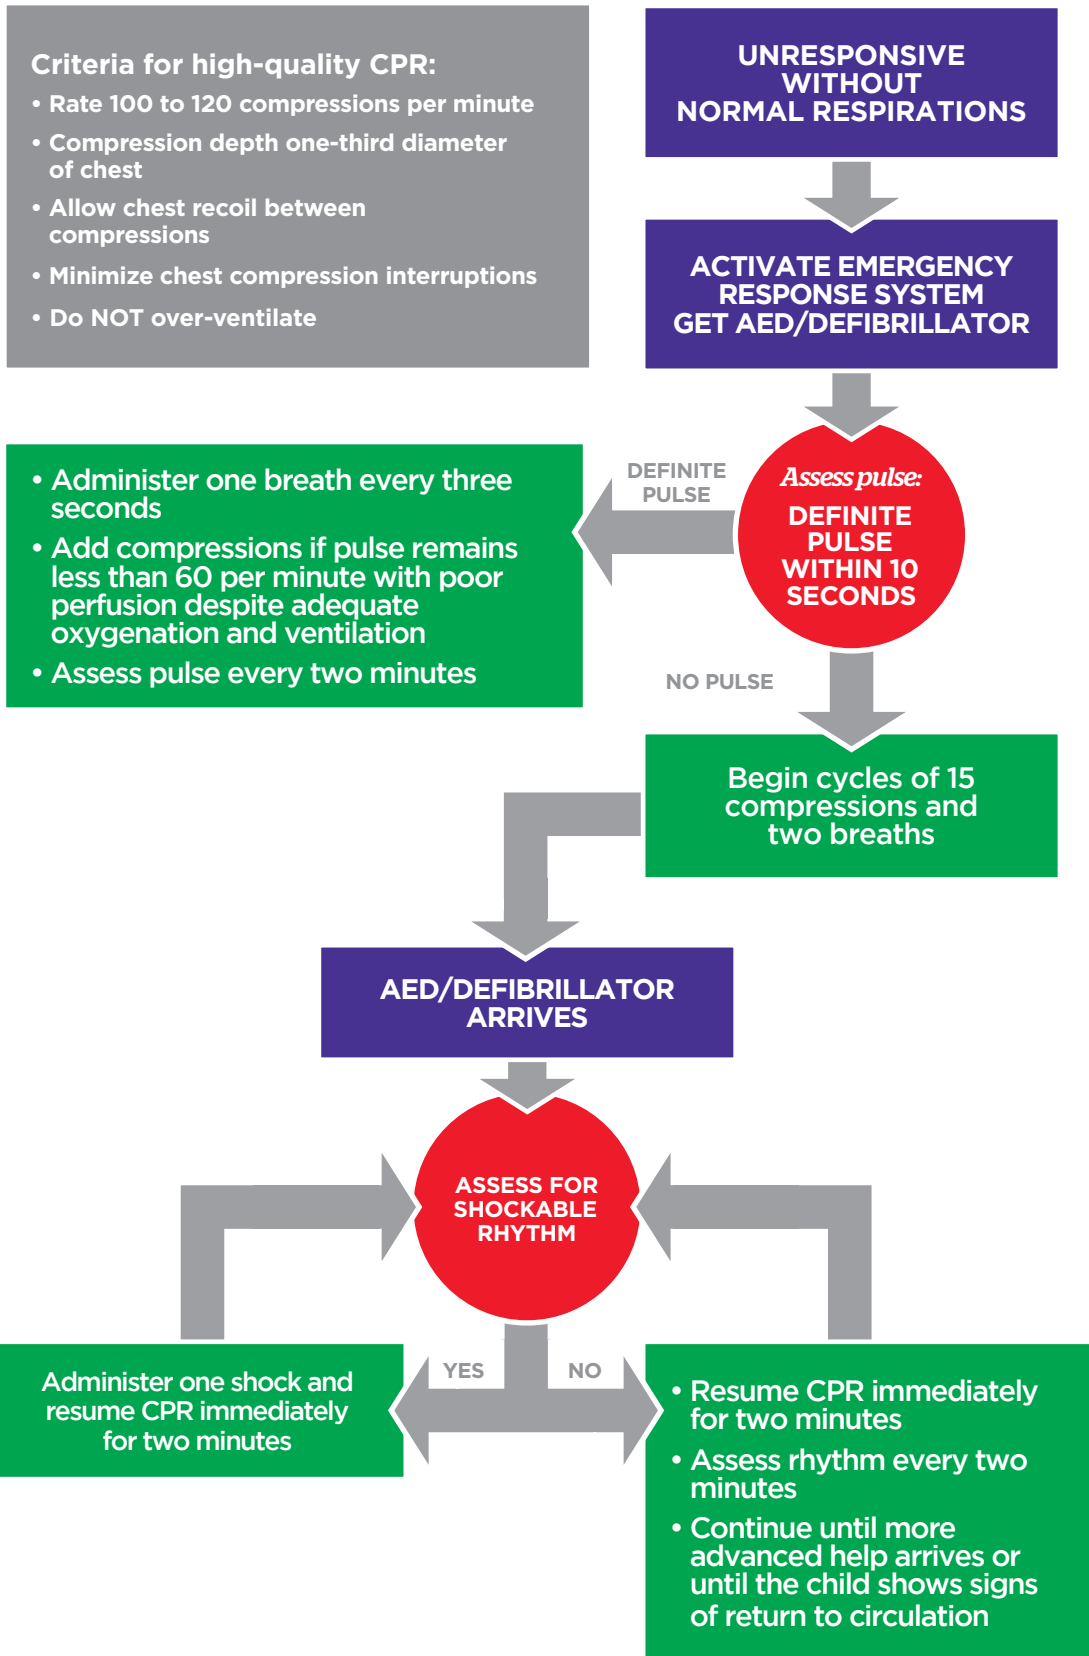 Criteria for high-quality CPR:
• Rate 100 to 120 compressions per minute
• Compression depth one-third diameter
of chest
• Allow chest recoil between
compressions
• Minimize chest compression interruptions
• Do NOT over-ventilate
UNRESPONSIVE
WITHOUT
NORMAL RESPIRATIONS
ACTIVATE EMERGENCY
RESPONSE SYSTEM
GET AED/DEFIBRILLATOR
Assess pulse:
DEFINITE
PULSE
WITHIN 10
SECONDS
DEFINITE
PULSE
• Administer one breath every three
seconds
• Add compressions if pulse remains
less than 60 per minute with poor
perfusion despite adequate
oxygenation and ventilation
• Assess pulse every two minutes
NO PULSE
Begin cycles of 15
compressions and
two breaths
AED/DEFIBRILLATOR
ARRIVES
ASSESS FOR
SHOCKABLE
RHYTHM
YES
NO
Administer one shock and
resume CPR immediately
for two minutes
• Resume CPR immediately
for two minutes
• Assess rhythm every two
minutes
• Continue until more
advanced help arrives or
until the child shows signs
of return to circulation